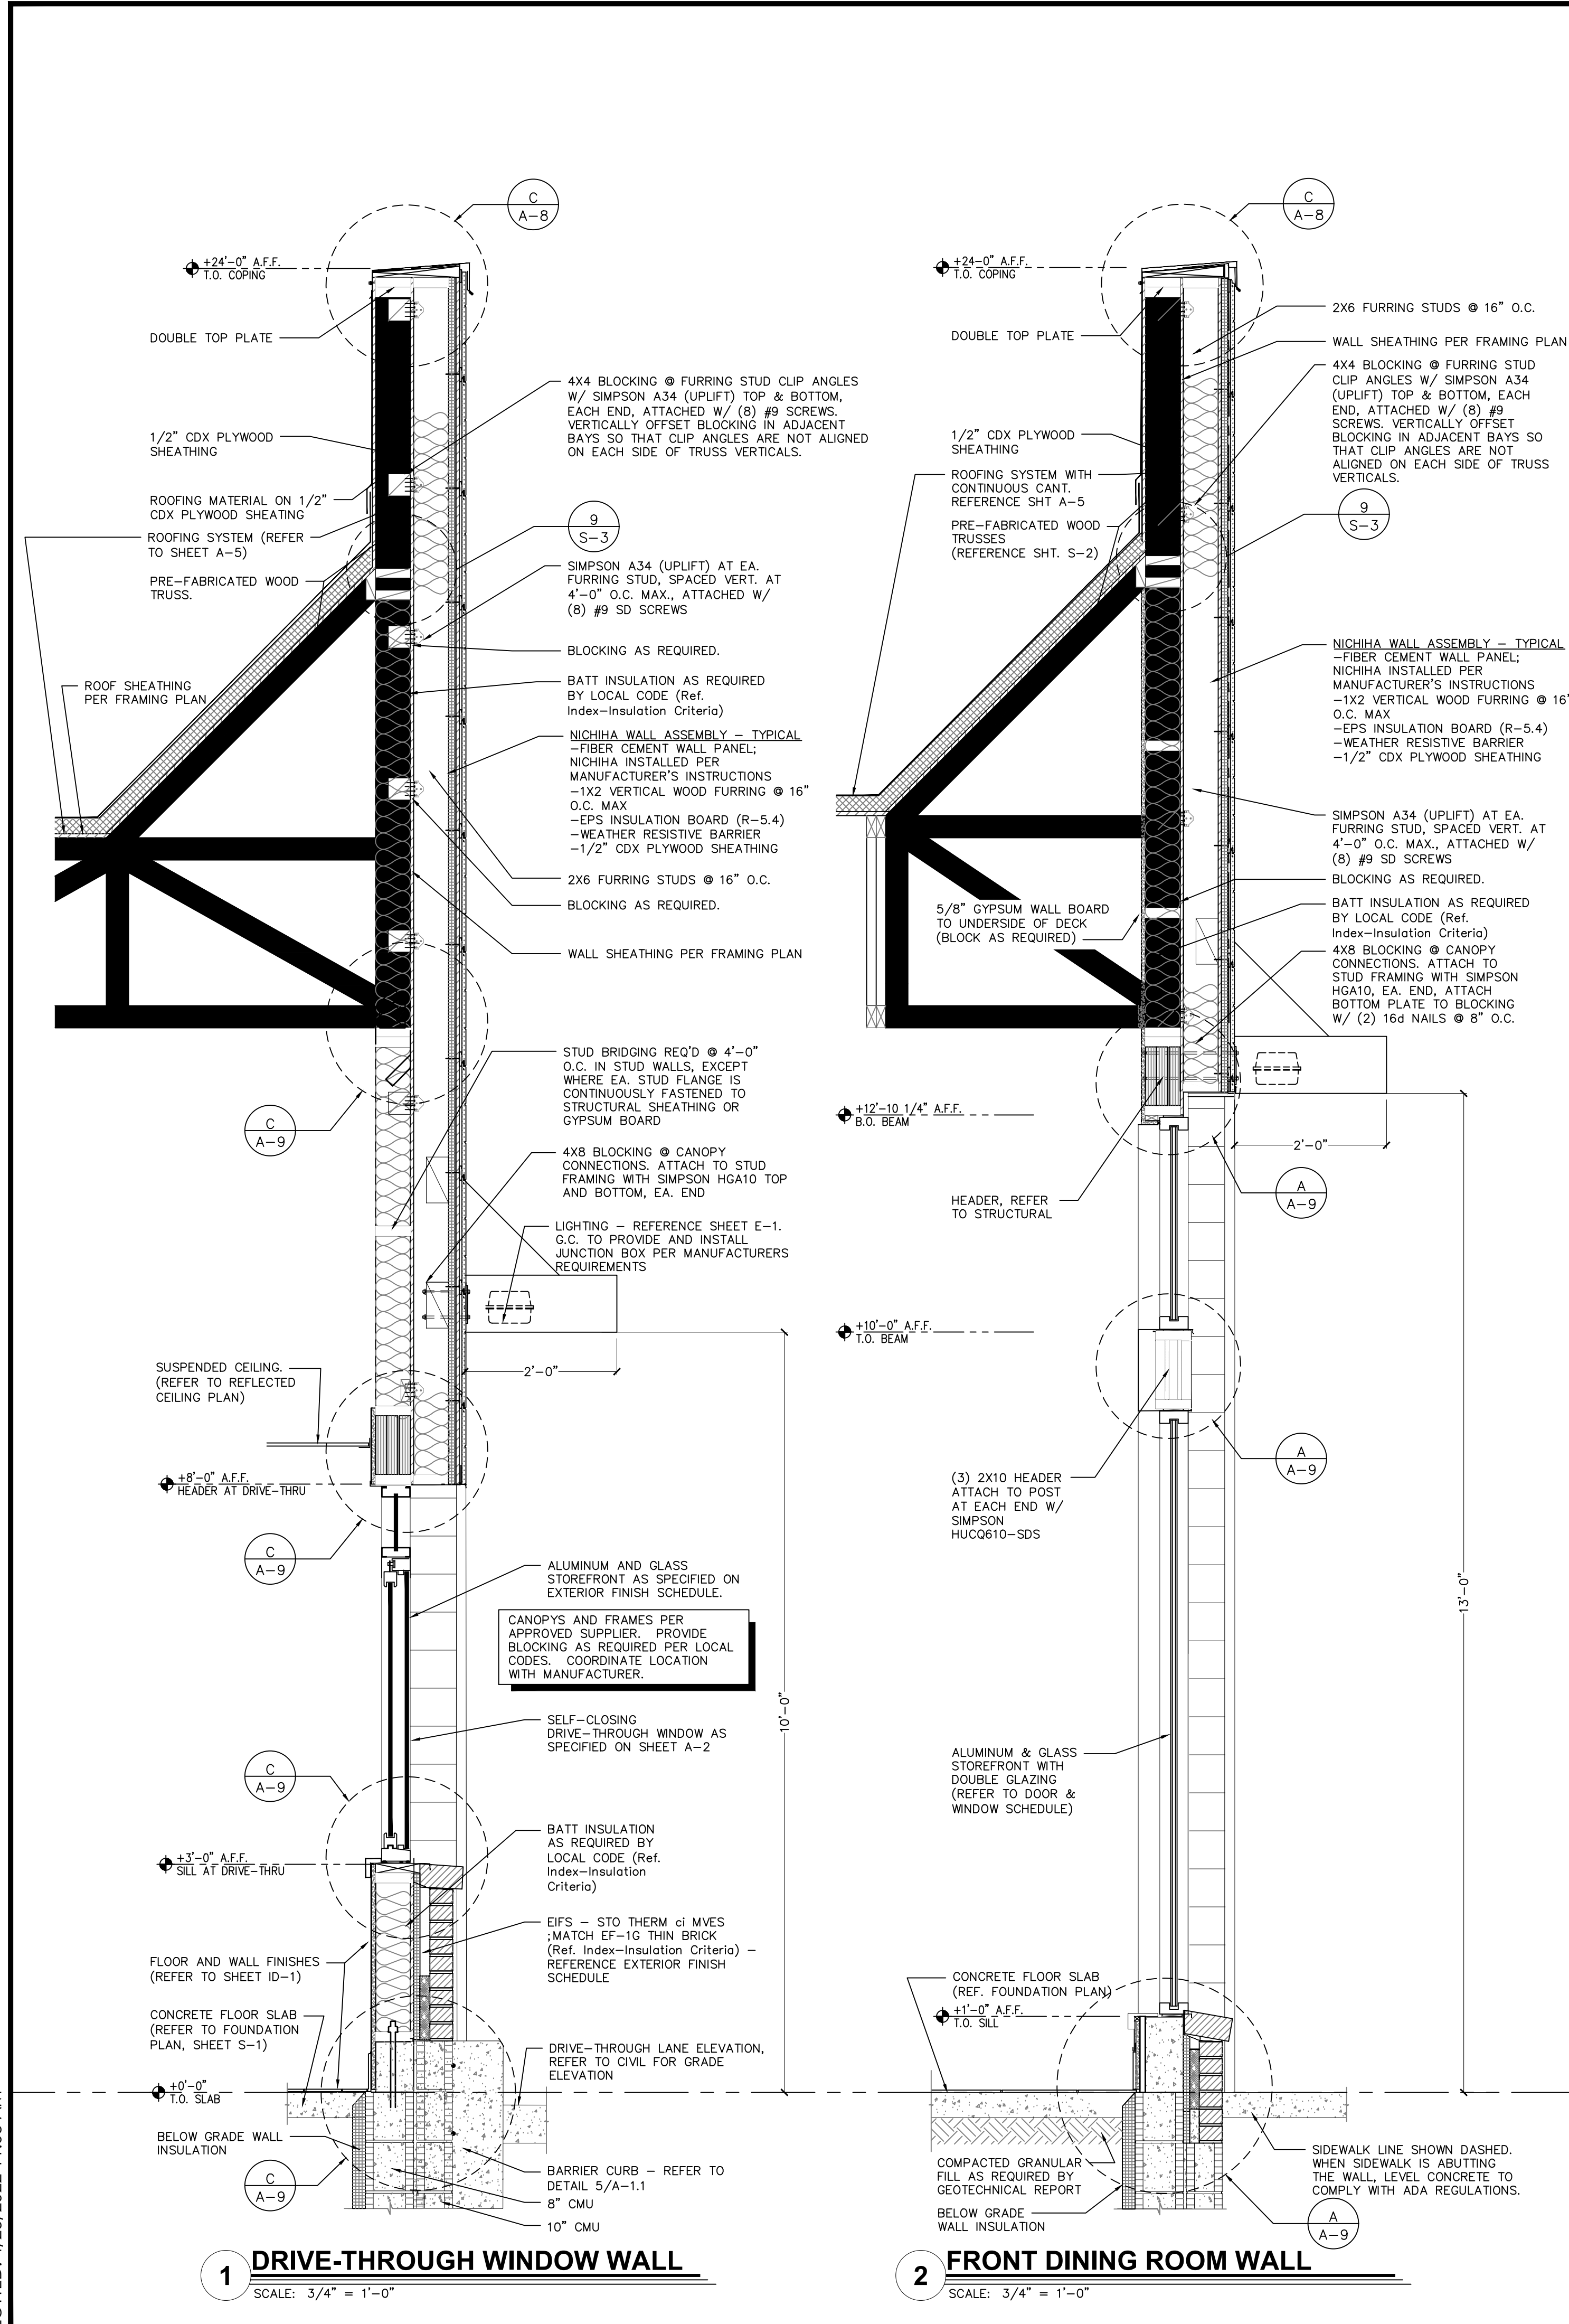 C
A-8
+24'-0" A.F.F.
T.O. COPING
DOUBLE TOP PLATE
4X4 BLOCKING @ FURRING STUD CLIP ANGLES
W/ SIMPSON A34 (UPLIFT) TOP & BOTTOM,
EACH END, ATTACHED W/ (8) #9 SCREWS.
VERTICALLY OFFSET BLOCKING IN ADJACENT
BAYS SO THAT CLIP ANGLES ARE NOT ALIGNED
ON EACH SIDE OF TRUSS VERTICALS.
1/2" CDX PLYWOOD
SHEATHING
ROOFING MATERIAL ON 1/2"
CDX PLYWOOD SHEATING
9
S-3
ROOFING SYSTEM (REFER
TO SHEET A-5)
PRE-FABRICATED WOOD
TRUSS.
SIMPSON A34 (UPLIFT) AT EA.
FURRING STUD, SPACED VERT. AT
4'-0" O.C. MAX., ATTACHED W/
(8) #9 SD SCREWS
BLOCKING AS REQUIRED.
ROOF SHEATHING
PER FRAMING PLAN
BATT INSULATION AS REQUIRED
BY LOCAL CODE (Ref.
Index-Insulation Criteria)
NICHIHA WALL ASSEMBLY - TYPICAL
-FIBER CEMENT WALL PANEL;
NICHIHA INSTALLED PER
MANUFACTURER'S INSTRUCTIONS
-1X2 VERTICAL WOOD FURRING @ 16"
O.C. MAX
-EPS INSULATION BOARD (R-5.4)
-WEATHER RESISTIVE BARRIER
-1/2" CDX PLYWOOD SHEATHING
2X6 FURRING STUDS @ 16" O.C.
BLOCKING AS REQUIRED.
WALL SHEATHING PER FRAMING PLAN
STUD BRIDGING REQ'D @ 4'-0"
O.C. IN STUD WALLS, EXCEPT
WHERE EA. STUD FLANGE IS
CONTINUOUSLY FASTENED TO
STRUCTURAL SHEATHING OR
GYPSUM BOARD
C
A-9
4X8 BLOCKING @ CANOPY
CONNECTIONS. ATTACH TO STUD
FRAMING WITH SIMPSON HGA10 TOP
AND BOTTOM, EA. END
LIGHTING - REFERENCE SHEET E-1.
G.C. TO PROVIDE AND INSTALL
JUNCTION BOX PER MANUFACTURERS
REQUIREMENTS
2'-0"
SUSPENDED CEILING.
(REFER TO REFLECTED
CEILING PLAN)
+8'-0" A.F.F.
HEADER AT DRIVE-THRU
C
A-9
ALUMINUM AND GLASS
STOREFRONT AS SPECIFIED ON
EXTERIOR FINISH SCHEDULE.
CANOPYS AND FRAMES PER
APPROVED SUPPLIER. PROVIDE
BLOCKING AS REQUIRED PER LOCAL
CODES. COORDINATE LOCATION
WITH MANUFACTURER.
10'-0"
SELF-CLOSING
DRIVE-THROUGH WINDOW AS
SPECIFIED ON SHEET A-2
C
A-9
BATT INSULATION
AS REQUIRED BY
LOCAL CODE (Ref.
Index-Insulation
Criteria)
+3'-0" A.F.F.
SILL AT DRIVE-THRU
EIFS - STO THERM ci MVES
;MATCH EF-1G THIN BRICK
(Ref. Index-Insulation Criteria) -
REFERENCE EXTERIOR FINISH
SCHEDULE
FLOOR AND WALL FINISHES
(REFER TO SHEET ID-1)
CONCRETE FLOOR SLAB
(REFER TO FOUNDATION
PLAN, SHEET S-1)
DRIVE-THROUGH LANE ELEVATION,
REFER TO CIVIL FOR GRADE
ELEVATION
+0'-0"
T.O. SLAB
BELOW GRADE WALL
INSULATION
C
A-9
BARRIER CURB - REFER TO
DETAIL 5/A-1.1
8" CMU
10" CMU
1 DRIVE-THROUGH WINDOW WALL
SCALE: 3/4" = 1'-0"
C
A-8
+24-0" A.F.F.
T.O. COPING
2X6 FURRING STUDS @ 16" O.C.
DOUBLE TOP PLATE
WALL SHEATHING PER FRAMING PLAN
4X4 BLOCKING @ FURRING STUD
CLIP ANGLES W/ SIMPSON A34
(UPLIFT) TOP & BOTTOM, EACH
END, ATTACHED W/ (8) #9
SCREWS. VERTICALLY OFFSET
BLOCKING IN ADJACENT BAYS SO
THAT CLIP ANGLES ARE NOT
ALIGNED ON EACH SIDE OF TRUSS
VERTICALS.
1/2" CDX PLYWOOD
SHEATHING
ROOFING SYSTEM WITH
CONTINUOUS CANT.
REFERENCE SHT A-5
9
S-3
PRE-FABRICATED WOOD
TRUSSES
(REFERENCE SHT. S-2)
NICHIHA WALL ASSEMBLY - TYPICAL
-FIBER CEMENT WALL PANEL;
NICHIHA INSTALLED PER
MANUFACTURER'S INSTRUCTIONS
-1X2 VERTICAL WOOD FURRING @ 16"
O.C. MAX
-EPS INSULATION BOARD (R-5.4)
-WEATHER RESISTIVE BARRIER
-1/2" CDX PLYWOOD SHEATHING
SIMPSON A34 (UPLIFT) AT EA.
FURRING STUD, SPACED VERT. AT
4'-0" O.C. MAX., ATTACHED W/
(8) #9 SD SCREWS
BLOCKING AS REQUIRED.
5/8" GYPSUM WALL BOARD
TO UNDERSIDE OF DECK
(BLOCK AS REQUIRED)
BATT INSULATION AS REQUIRED
BY LOCAL CODE (Ref.
Index-Insulation Criteria)
4X8 BLOCKING @ CANOPY
CONNECTIONS. ATTACH TO
STUD FRAMING WITH SIMPSON
HGA10, EA. END, ATTACH
BOTTOM PLATE TO BLOCKING
W/ (2) 16d NAILS @ 8" O.C.
+12'-10 1/4" A.F.F.
B.O. BEAM
2'-0"
A
A-9
HEADER, REFER
TO STRUCTURAL
+10'-0" A.F.F.
T.O. BEAM
A
A-9
(3) 2X10 HEADER
ATTACH TO POST
AT EACH END W/
SIMPSON
HUCQ610-SDS
13'-0"
ALUMINUM & GLASS
STOREFRONT WITH
DOUBLE GLAZING
(REFER TO DOOR &
WINDOW SCHEDULE)
CONCRETE FLOOR SLAB
(REF. FOUNDATION PLAN)
+1'-0" A.F.F.
T.O. SILL
COMPACTED GRANULAR
FILL AS REQUIRED BY
GEOTECHNICAL REPORT
BELOW GRADE
WALL INSULATION
SIDEWALK LINE SHOWN DASHED.
WHEN SIDEWALK IS ABUTTING
THE WALL, LEVEL CONCRETE TO
COMPLY WITH ADA REGULATIONS.
A
A-9
2 FRONT DINING ROOM WALL
SCALE: 3/4" = 1'-0"